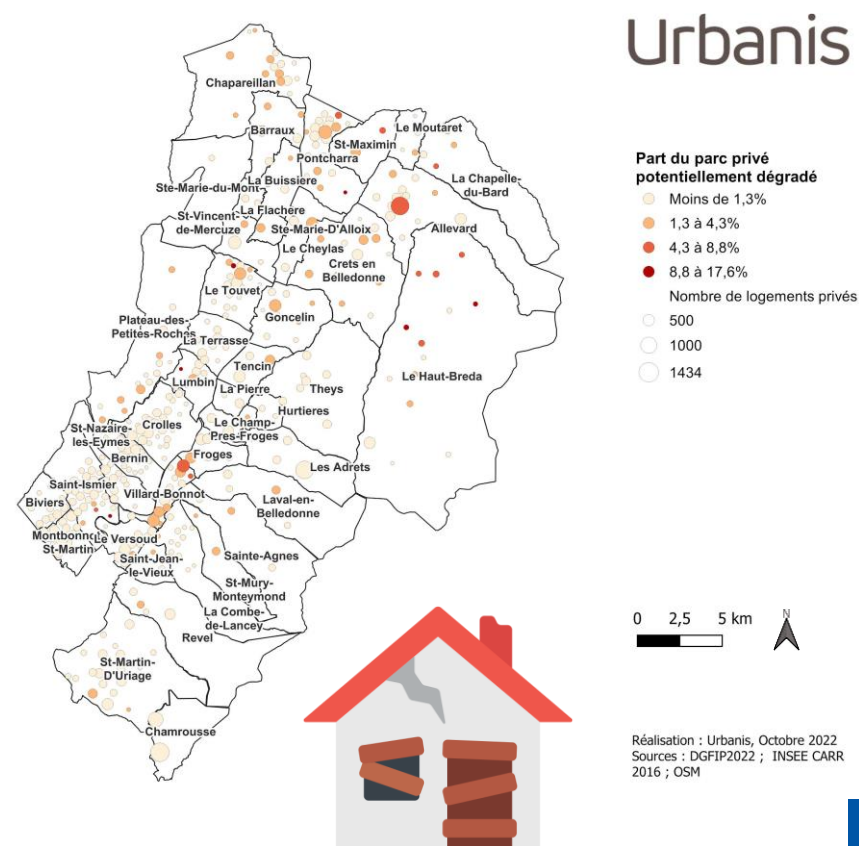 Urbanis
Chapareillan
Barraux
St-Maximin
Le Moutaret
Pontcharra
La Chapelle-
du-Bard
La Buissiere
Ste-Marie-du-Mont
La Flachère
St-Vincent-
de-Mercuze
Ste-Marie-D'Alloix
Allevard
Le Cheylas
Crets en
Belledonne
Le Touvet
Goncelin
Plateau-des-
Petites-Roches
La Terrasse
Tencin
Lumbin
La Pierre
Theys
Le Haut-Breda
Hurtieres
St-Nazaire-
les-Eymes
Crolles
Le Champ-
Pres-Froges
Bernin
Froges
Les Adrets
Saint-Ismier
Villard-Bonnot
Biviers
Laval-en-
Belledonne
Montbonno
St-Martin
Le Versoud
Saint-Jean-
le-Vieux
Sainte-Agnes
St-Mury-
Monteymond
La Combe-
de-Lancey
Revel
St-Martin-
D'Uriage
Chamrousse
Part du parc privé
potentiellement dégradé
Moins de 1,3%
1,3 à 4,3%
4,3 à 8,8%
8,8 à 17,6%
Nombre de logements privés
500
1000
1434
0 2,5 5 km
N
Réalisation : Urbanis, Octobre 2022
Sources : DGFIP2022 ; INSEE CARR
2016 ; OSM